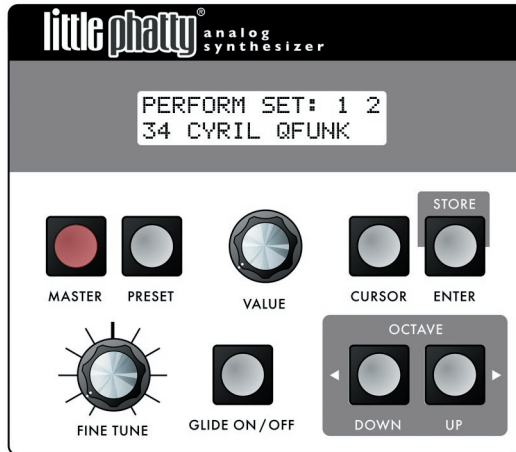 little phatty® analog
synthesizer
PERFORM SET: 1 2
34 CYRIL QFUNK
STORE
MASTER PRESET VALUE CURSOR ENTER
OCTAVE
FINE TUNE GLIDE ON/OFF DOWN UP